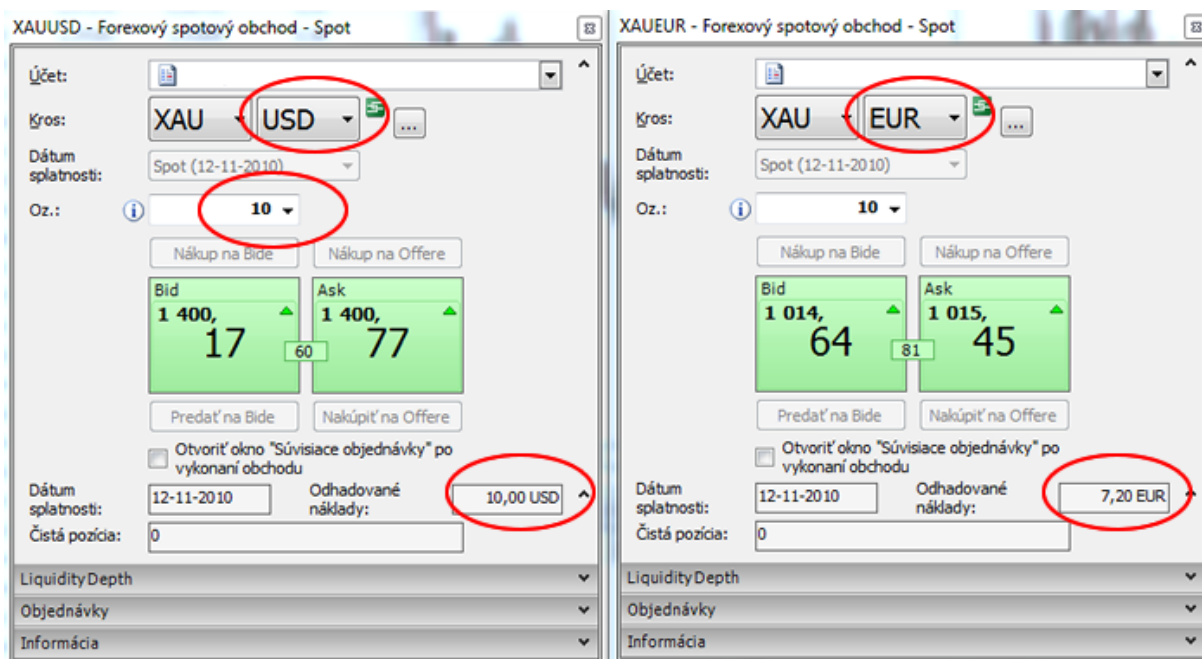 XAUUSD - Forexový spotový obchod - Spot
Účet:
Kros:
XAU
USD
...
Dátum
splatnosti:
Spot (12-11-2010)
Oz.:
10
Nákup na Bide
Nákup na Offere
Bid
1 400,
17
60
Ask
1 400,
77
Predať na Bide
Nakúpiť na Offere
Otvoriť okno "Súvisiace objednávky" po
vykonaní obchodu
Dátum
splatnosti:
12-11-2010
Odhadované
náklady:
10,00 USD
Čistá pozícia:
0
Liquidity Depth
Objednávky
Informácia
XAUEUR - Forexový spotový obchod - Spot
Účet:
Kros:
XAU
EUR
...
Dátum
splatnosti:
Spot (12-11-2010)
Oz.:
10
Nákup na Bide
Nákup na Offere
Bid
1 014,
64
81
Ask
1 015,
45
Predať na Bide
Nakúpiť na Offere
Otvoriť okno "Súvisiace objednávky" po
vykonaní obchodu
Dátum
splatnosti:
12-11-2010
Odhadované
náklady:
7,20 EUR
Čistá pozícia:
0
Liquidity Depth
Objednávky
Informácia